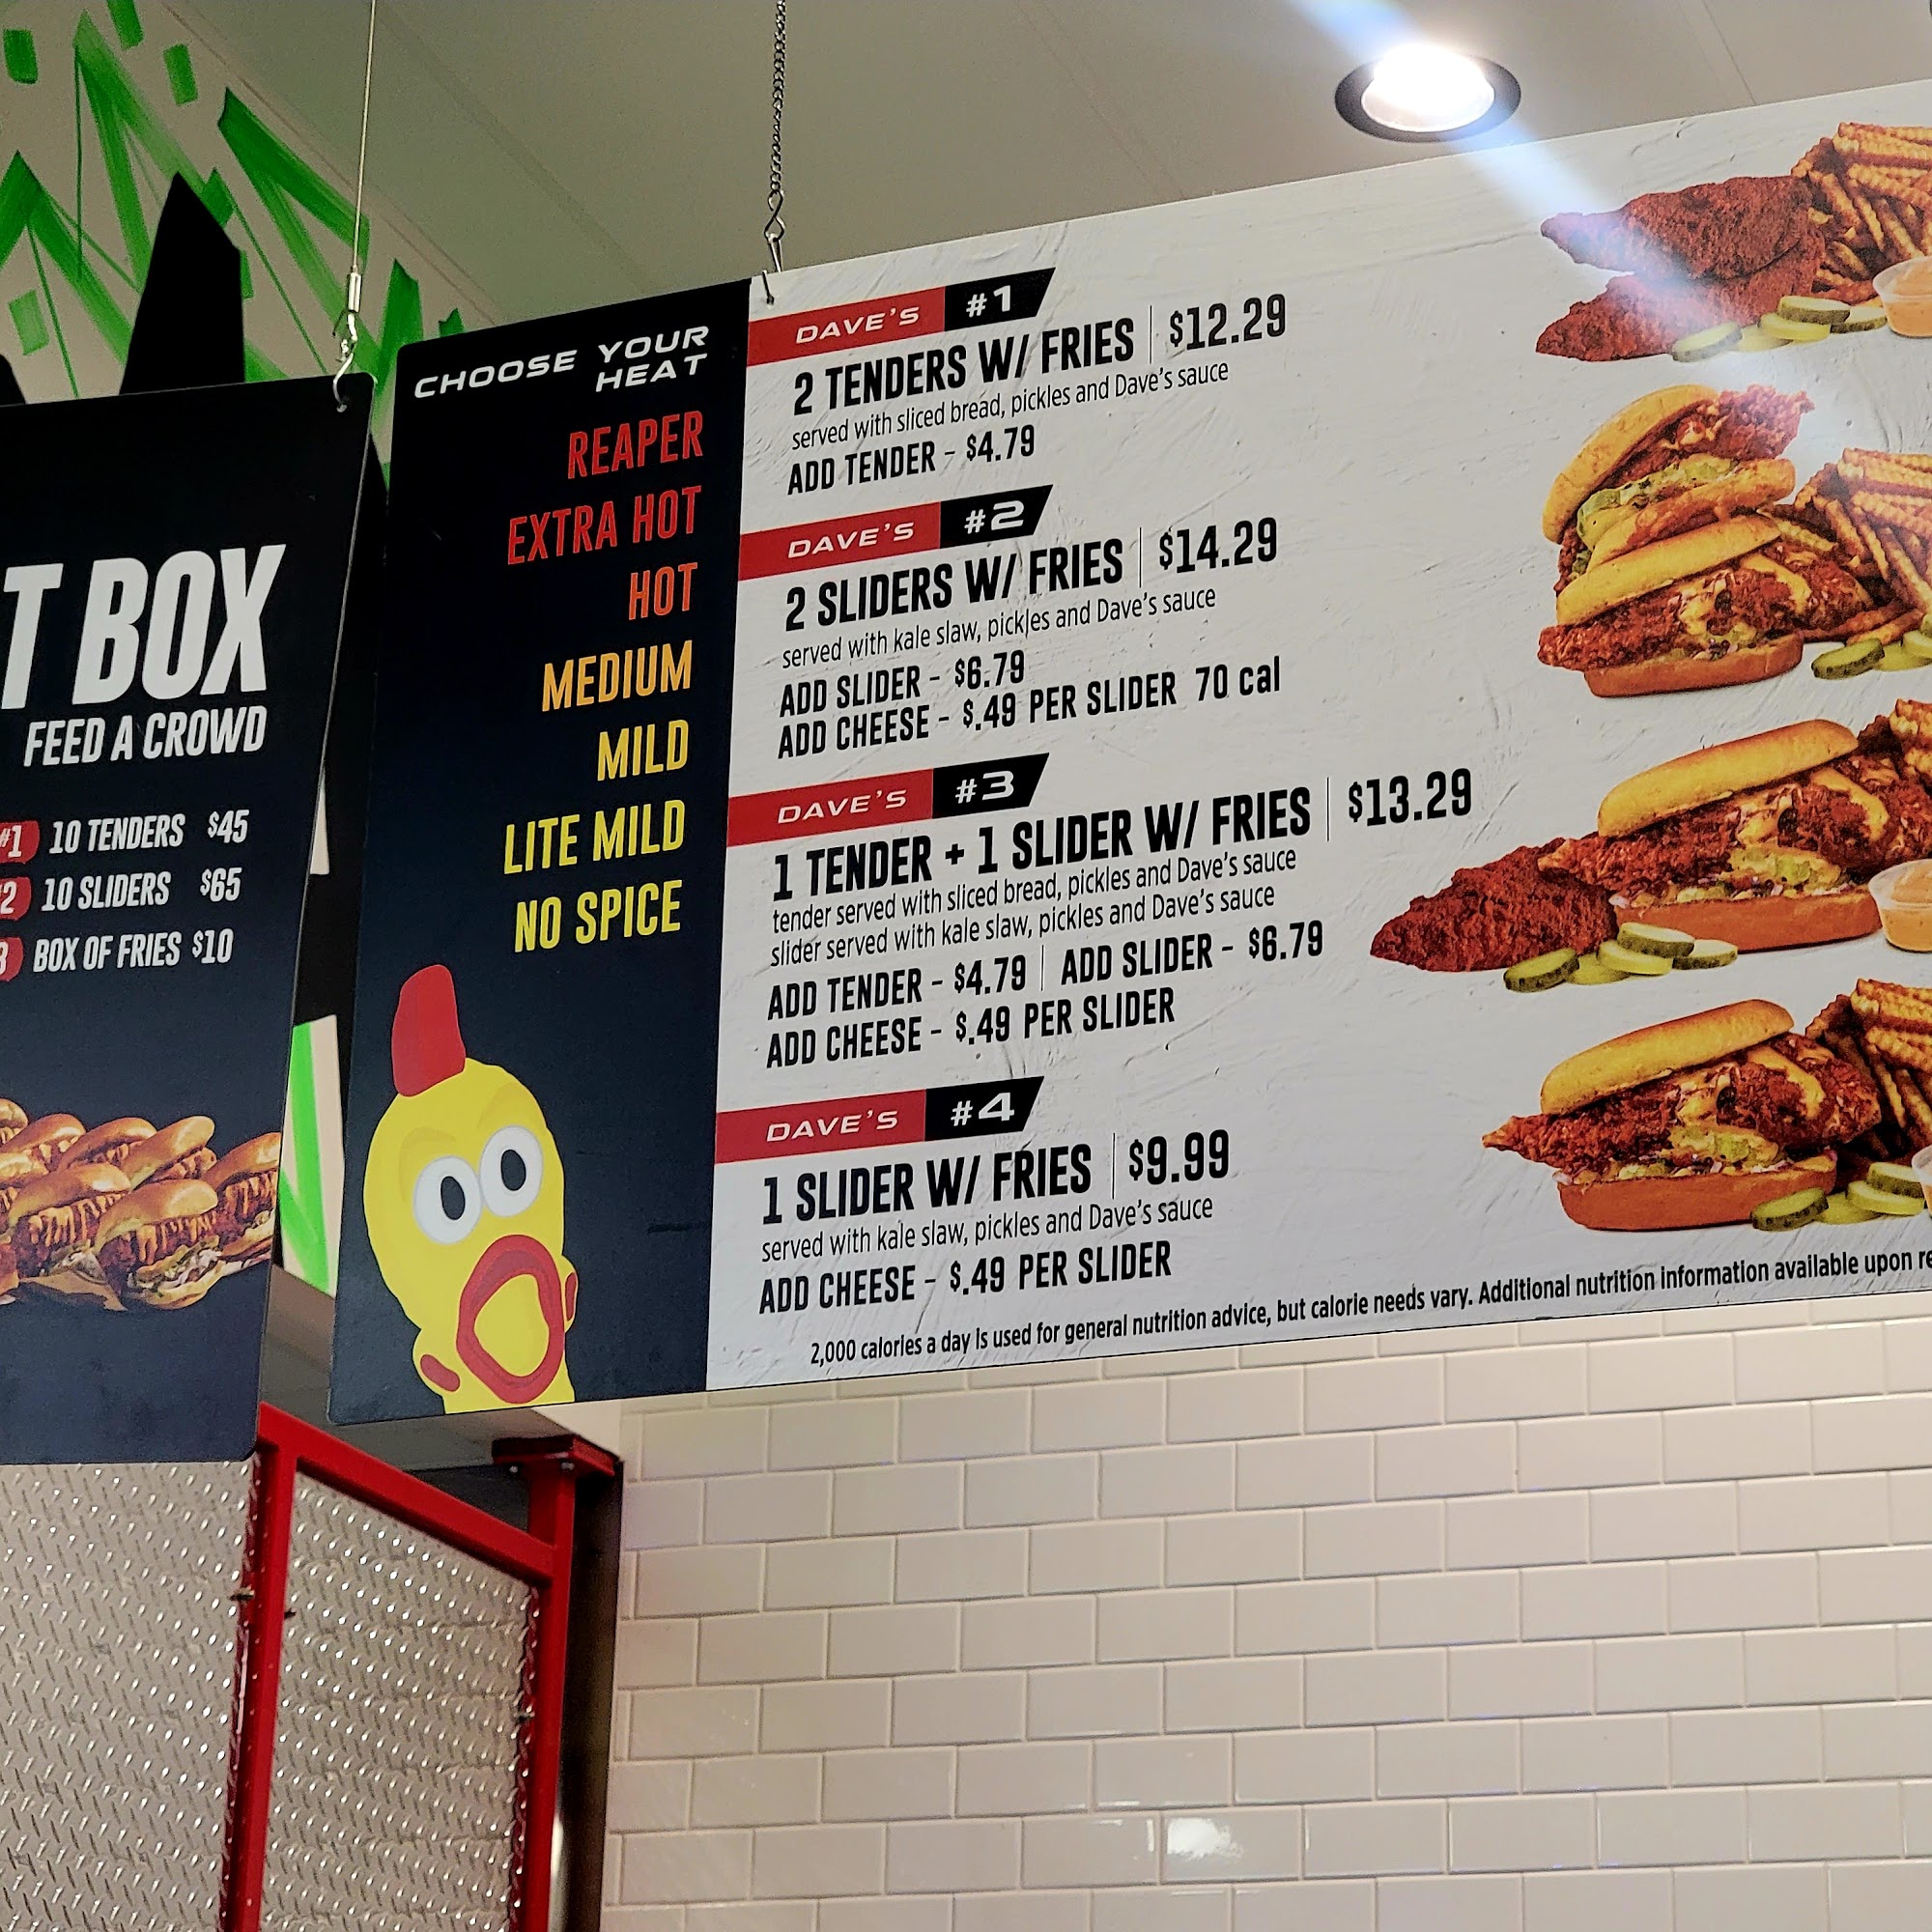 T BOX
FEED A CROWD
#1 10 TENDERS $45
2 10 SLIDERS $65
3 BOX OF FRIES $10
CHOOSE YOUR
HEAT
REAPER
EXTRA HOT
HOT
MEDIUM
MILD
LITE MILD
NO SPICE
DAVE'S #1
2 TENDERS W/ FRIES | $12.29
served with sliced bread, pickles and Dave's sauce
ADD TENDER - $4.79
DAVE'S #2
2 SLIDERS W/ FRIES | $14.29
served with kale slaw, pickles and Dave's sauce
ADD SLIDER - $6.79
ADD CHEESE - $.49 PER SLIDER 70 cal
DAVE'S #3
1 TENDER + 1 SLIDER W/ FRIES | $13.29
tender served with sliced bread, pickles and Dave's sauce
slider served with kale slaw, pickles and Dave's sauce
ADD TENDER - $4.79 | ADD SLIDER - $6.79
ADD CHEESE - $.49 PER SLIDER
DAVE'S #4
1 SLIDER W/ FRIES | $9.99
served with kale slaw, pickles and Dave's sauce
ADD CHEESE - $.49 PER SLIDER
2,000 calories a day is used for general nutrition advice, but calorie needs vary. Additional nutrition information available upon re